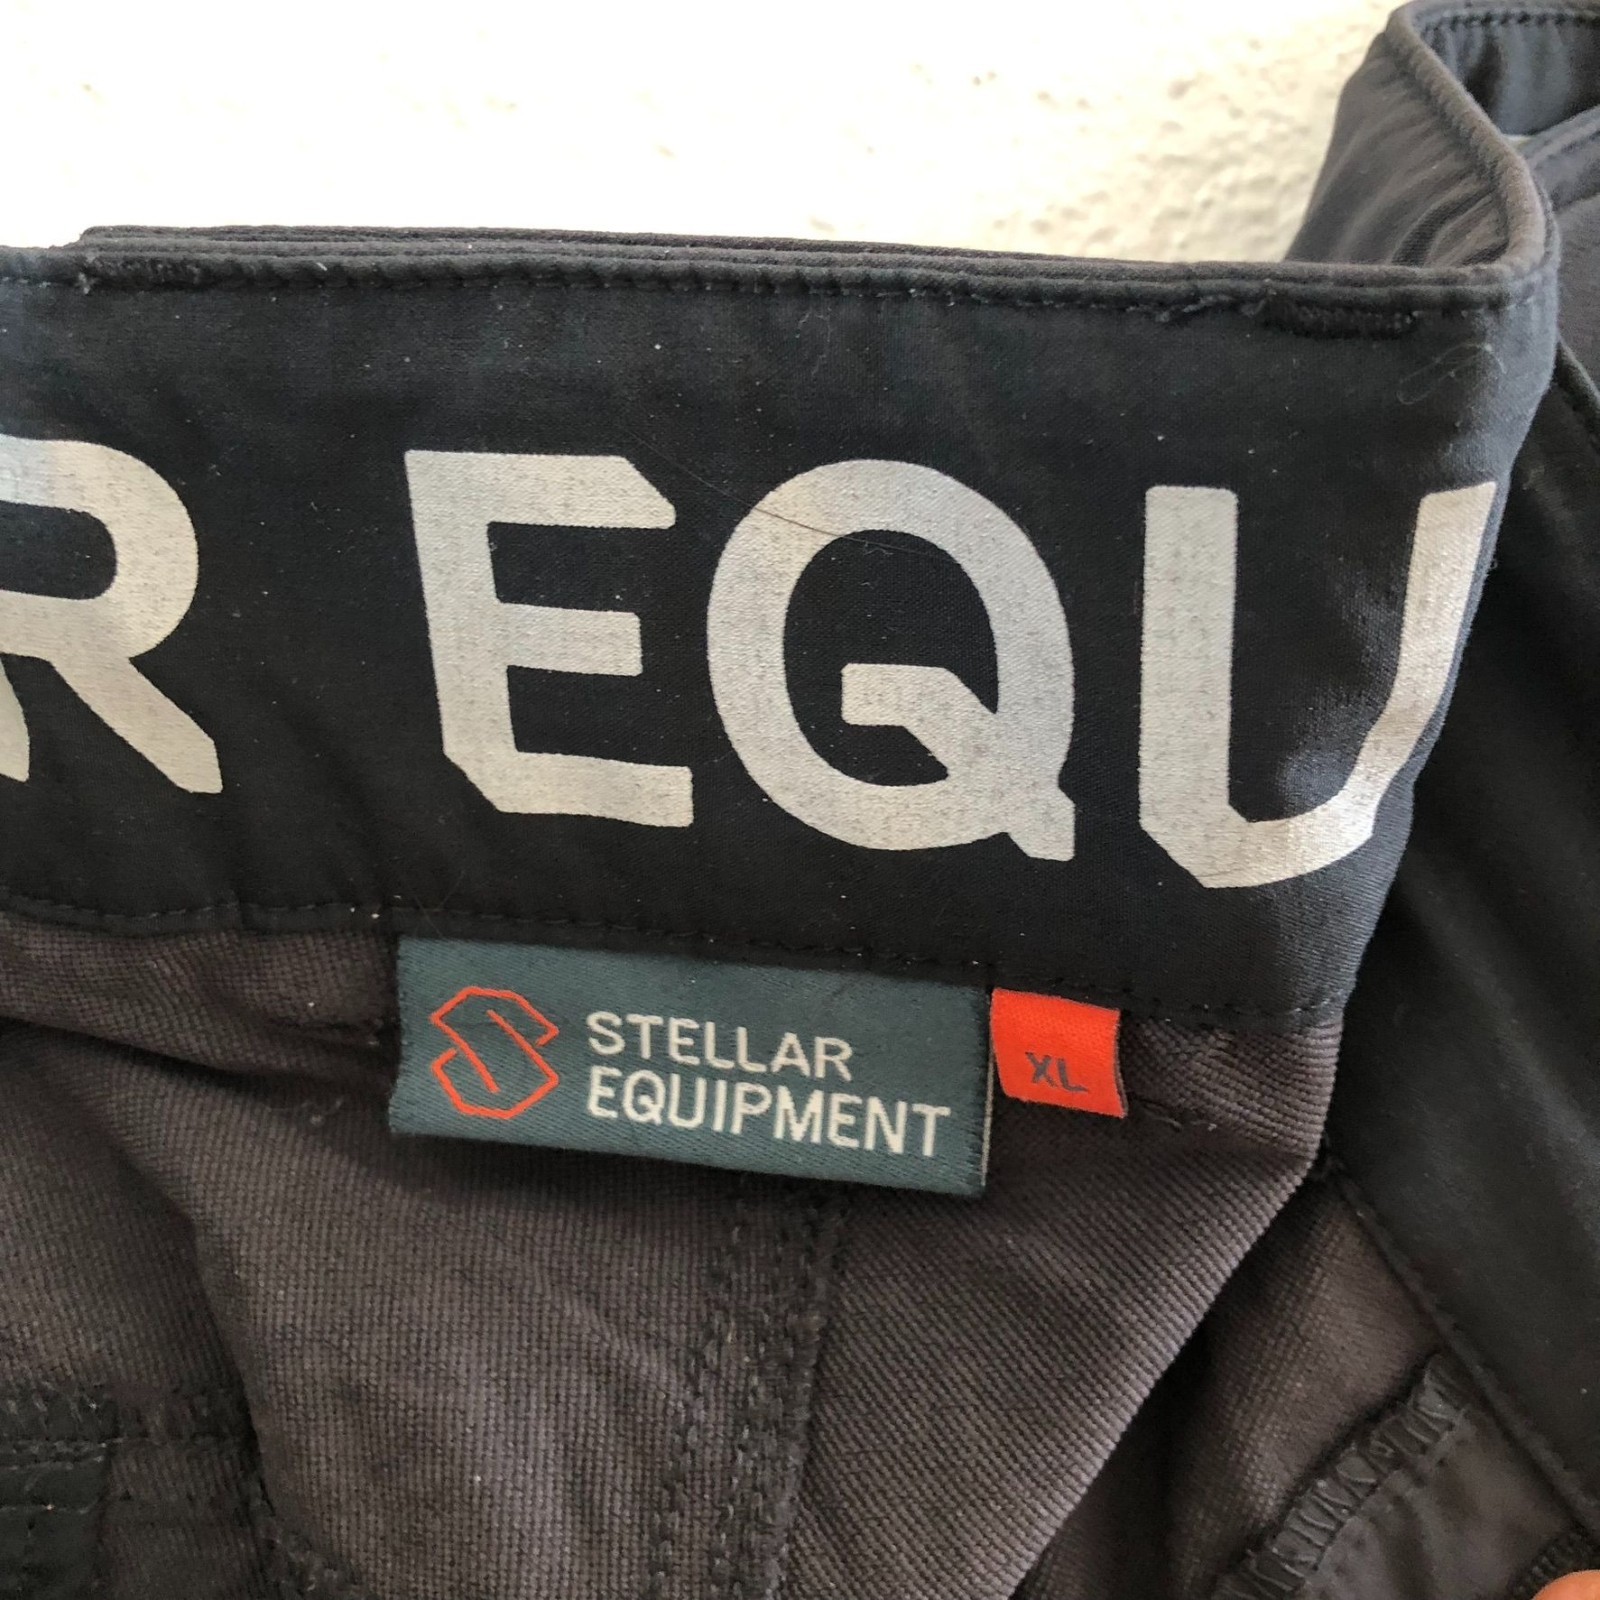 R EQU
STELLAR
EQUIPMENT
XL